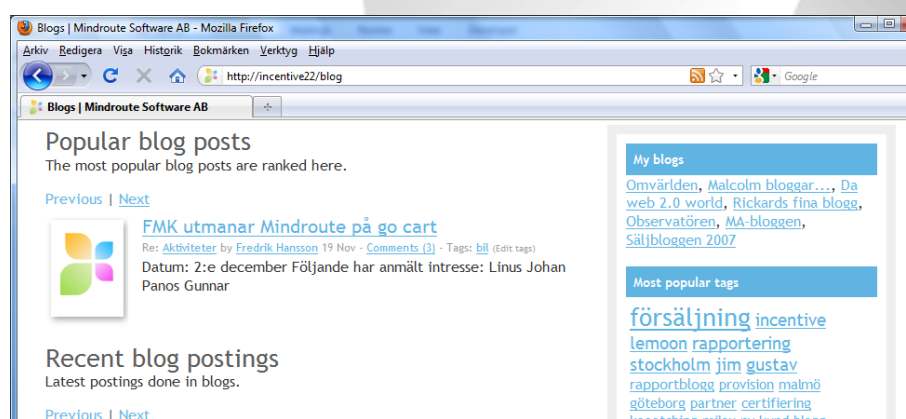 Blogs | Mindroute Software AB - Mozilla Firefox
Arkiv Redigera Visa Historik Bokmärken Verktyg Hjälp
http://incentive22/blog
Google
Blogs | Mindroute Software AB
Popular blog posts
The most popular blog posts are ranked here.
Previous | Next
FMK utmanar Mindroute på go cart
Re: Aktiviteter by Fredrik Hansson 19 Nov - Comments (3) - Tags: bil (Edit tags)
Datum: 2:e december Följande har anmält intresse: Linus Johan
Panos Gunnar
Recent blog postings
Latest postings done in blogs.
Previous | Next
My blogs
Omvärlden, Malcolm bloggar..., Da
web 2.0 world, Rickards fina blogg,
Observatören, MA-bloggen,
Säljbloggen 2007
Most popular tags
försäljning incentive
lemoon rapportering
stockholm jim gustav
rapportblogg provision malmö
göteborg partner certifiering